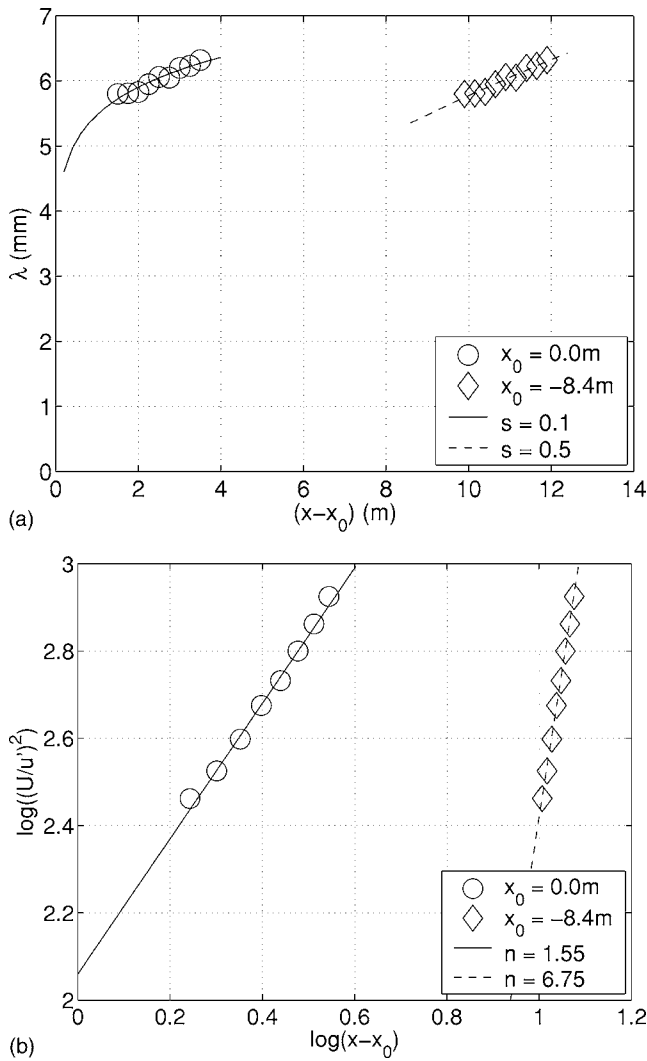 7
6
5
4
3
2
1
0
λ (mm)
x₀ = 0.0m
x₀ = −8.4m
s = 0.1
s = 0.5
0 2 4 6 8 10 12 14
(x−x₀) (m)
(a)
3
2.8
2.6
2.4
2.2
2
log((U/u')²)
x₀ = 0.0m
x₀ = −8.4m
n = 1.55
n = 6.75
0 0.2 0.4 0.6 0.8 1 1.2
log(x−x₀)
(b)